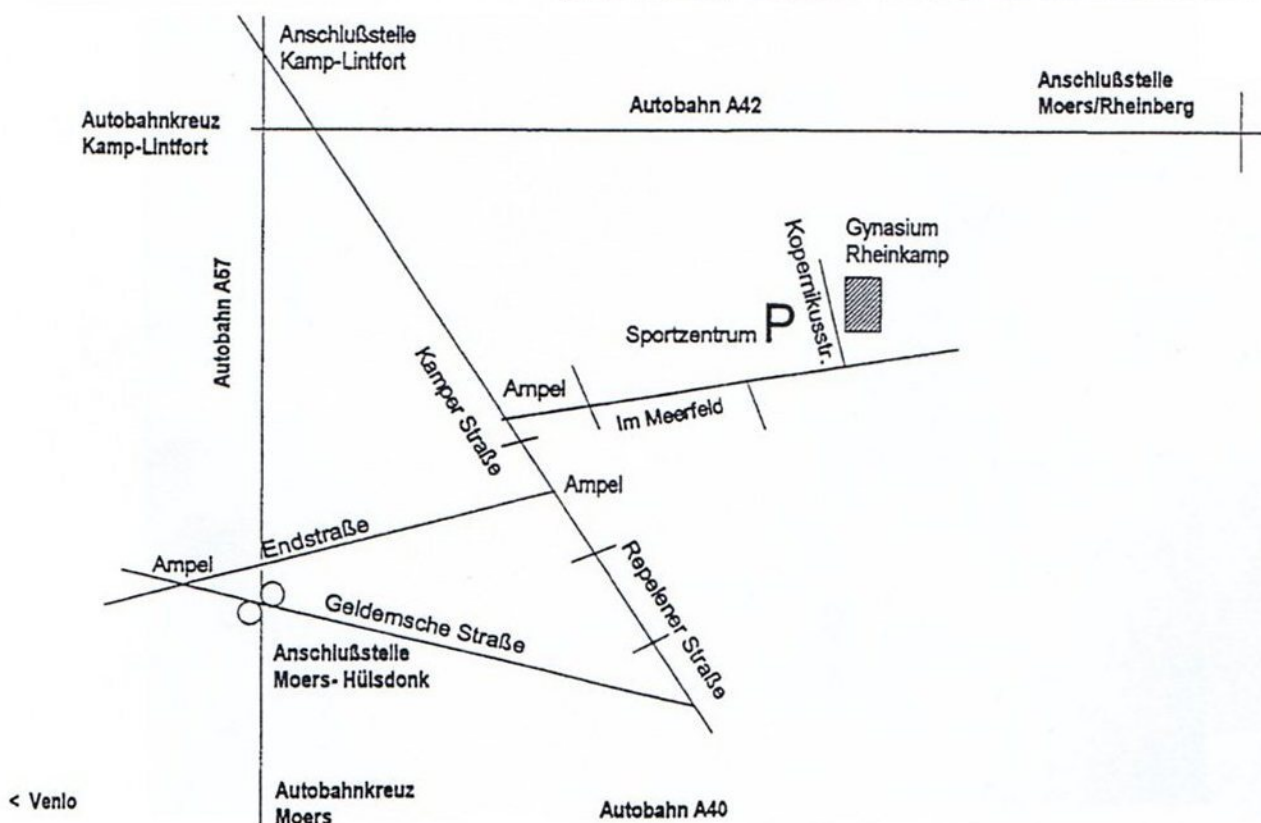 Anschlußstelle
Kamp-Lintfort
Autobahnkreuz
Kamp-Lintfort
Autobahn A42
Anschlußstelle
Moers/Rheinberg
Autobahn A57
Kopernikusstr.
Gynasium
Rheinkamp
Sportzentrum P
Kamper Straße
Ampel
Im Meerfeld
Ampel
Endstraße
Ampel
Repelener Straße
Geldernsche Straße
Anschlußstelle
Moers- Hülsdonk
< Venlo
Autobahnkreuz
Moers
Autobahn A40